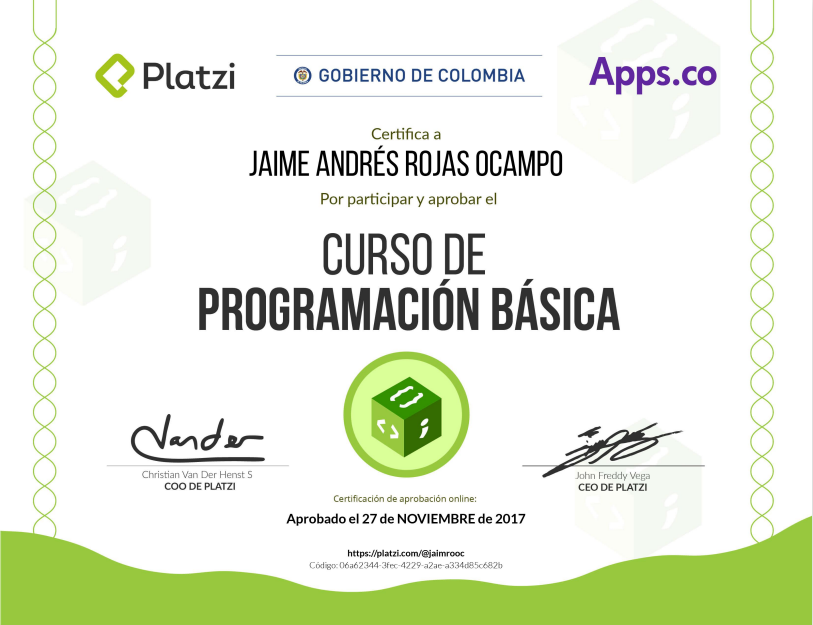 Platzi
GOBIERNO DE COLOMBIA
Apps.co
Certifica a
JAIME ANDRÉS ROJAS OCAMPO
Por participar y aprobar el
CURSO DE
PROGRAMACIÓN BÁSICA
Vander
Christian Van Der Henst S
COO DE PLATZI
John Freddy Vega
CEO DE PLATZI
Certificación de aprobación online:
Aprobado el 27 de NOVIEMBRE de 2017
https://platzi.com/@jaimrooc
Código: 06a62344-3fec-4229-a2ae-a334d85c682b